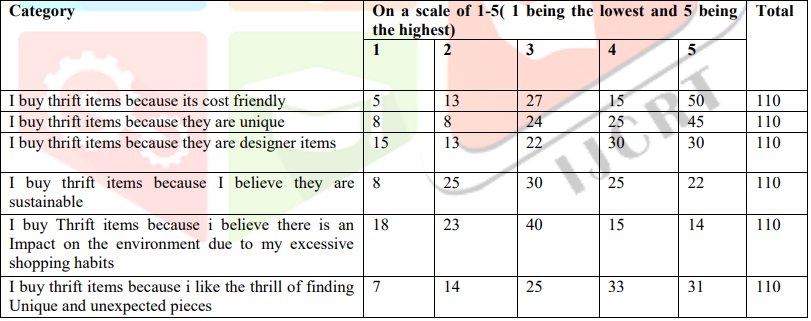 Category On a scale of 1-5( 1 being the lowest and 5 being Total
the highest)
1 2 3 4 5
I buy thrift items because its cost friendly 5 13 27 15 50 110
I buy thrift items because they are unique 8 8 24 25 45 110
I buy thrift items because they are designer items 15 13 22 30 30 110
I buy thrift items because I believe they are
sustainable 8 25 30 25 22 110
I buy Thrift items because i believe there is an
Impact on the environment due to my excessive
shopping habits 18 23 40 15 14 110
I buy thrift items because i like the thrill of finding
Unique and unexpected pieces 7 14 25 33 31 110
IJCRT